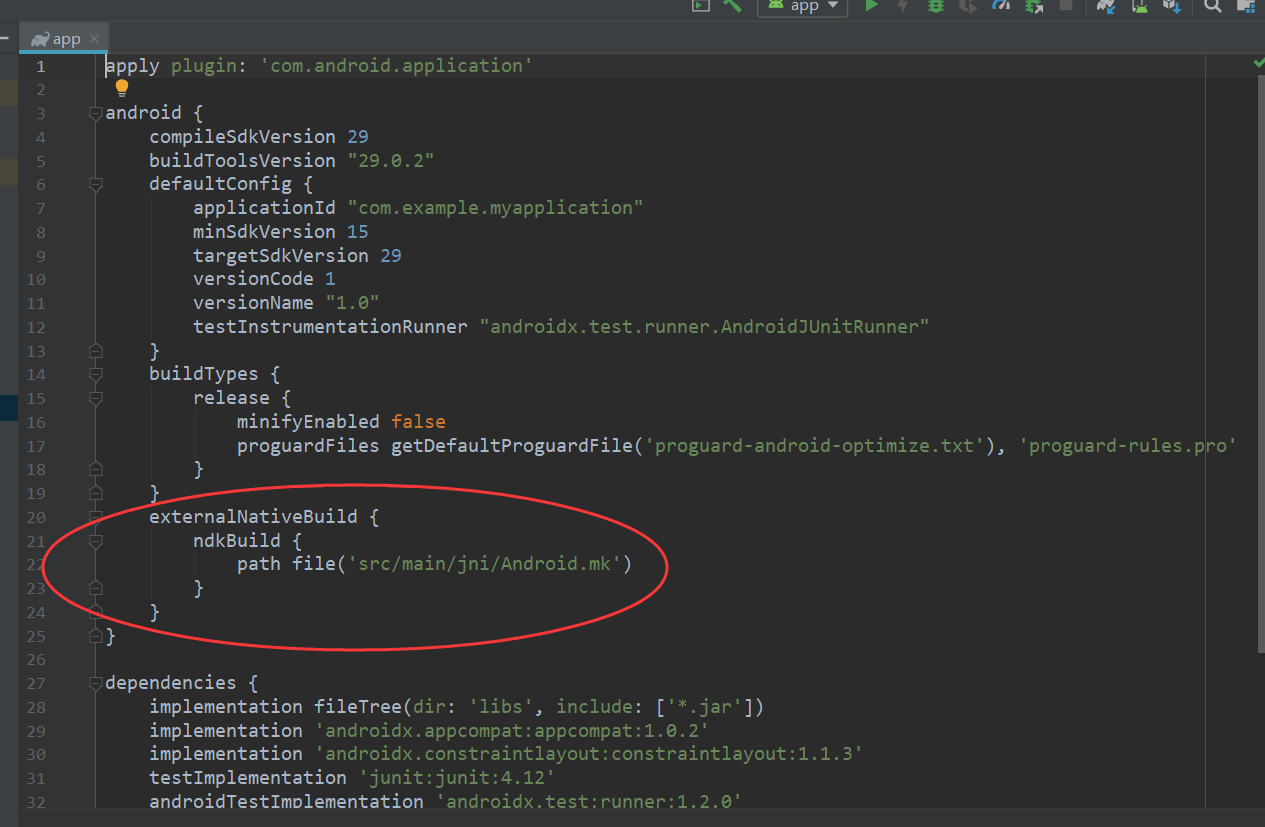 app
app
1 apply plugin: 'com.android.application'
2
3 android {
4 compileSdkVersion 29
5 buildToolsVersion "29.0.2"
6 defaultConfig {
7 applicationId "com.example.myapplication"
8 minSdkVersion 15
9 targetSdkVersion 29
10 versionCode 1
11 versionName "1.0"
12 testInstrumentationRunner "androidx.test.runner.AndroidJUnitRunner"
13 }
14 buildTypes {
15 release {
16 minifyEnabled false
17 proguardFiles getDefaultProguardFile('proguard-android-optimize.txt'), 'proguard-rules.pro'
18 }
19 }
20 externalNativeBuild {
21 ndkBuild {
22 path file('src/main/jni/Android.mk')
23 }
24 }
25 }
26
27 dependencies {
28 implementation fileTree(dir: 'libs', include: ['*.jar'])
29 implementation 'androidx.appcompat:appcompat:1.0.2'
30 implementation 'androidx.constraintlayout:constraintlayout:1.1.3'
31 testImplementation 'junit:junit:4.12'
32 androidTestImplementation 'androidx.test:runner:1.2.0'